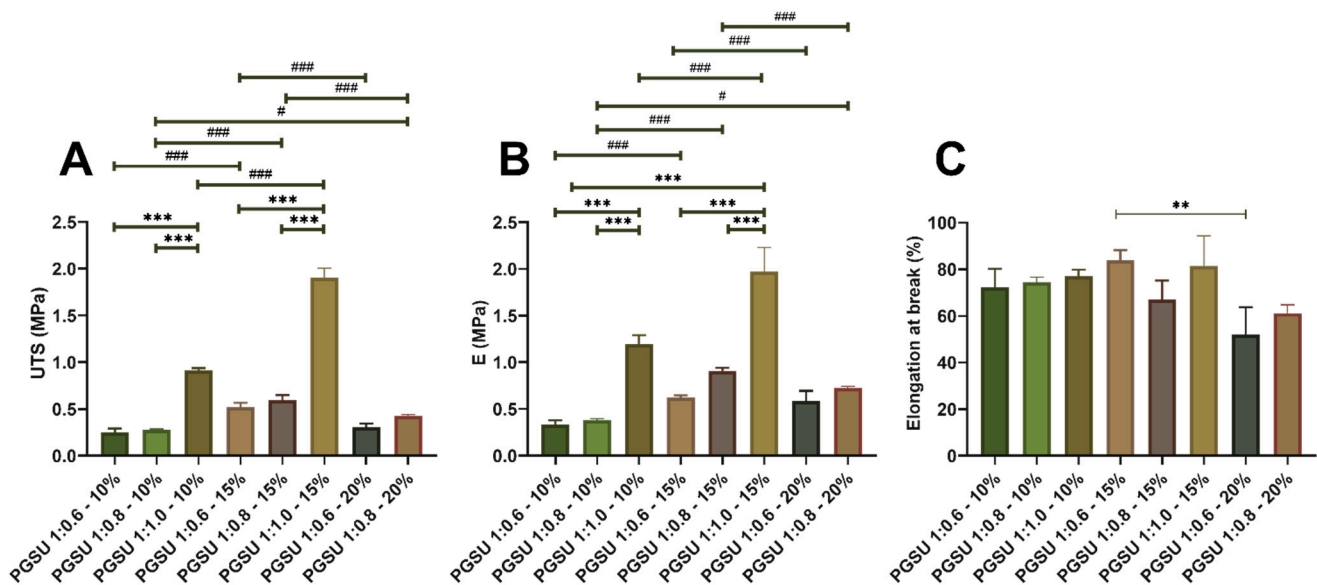 ###
###
###
###
###
###
#
#
###
###
###
###
A
B
C
###
***
***
***
***
***
***
***
***
**
UTS (MPa)
2.5
2.0
1.5
1.0
0.5
0.0
PGSU 1:0.6 - 10%
PGSU 1:0.8 - 10%
PGSU 1:1.0 - 10%
PGSU 1:0.6 - 15%
PGSU 1:0.8 - 15%
PGSU 1:1.0 - 15%
PGSU 1:0.6 - 20%
PGSU 1:0.8 - 20%
E (MPa)
2.5
2.0
1.5
1.0
0.5
0.0
PGSU 1:0.6 - 10%
PGSU 1:0.8 - 10%
PGSU 1:1.0 - 10%
PGSU 1:0.6 - 15%
PGSU 1:0.8 - 15%
PGSU 1:1.0 - 15%
PGSU 1:0.6 - 20%
PGSU 1:0.8 - 20%
Elongation at break (%)
100
80
60
40
20
0
PGSU 1:0.6 - 10%
PGSU 1:0.8 - 10%
PGSU 1:1.0 - 10%
PGSU 1:0.6 - 15%
PGSU 1:0.8 - 15%
PGSU 1:1.0 - 15%
PGSU 1:0.6 - 20%
PGSU 1:0.8 - 20%